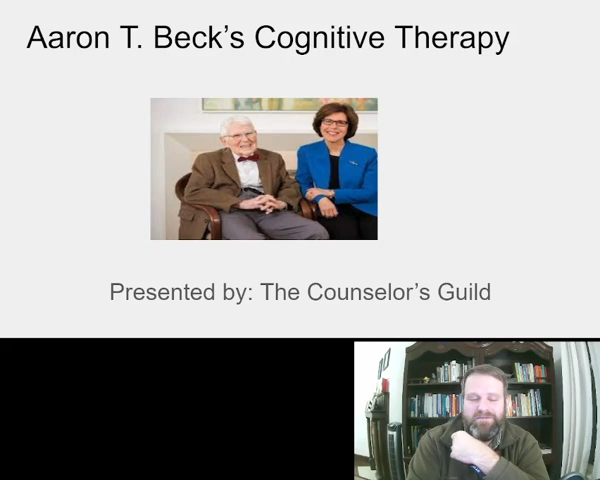 Aaron T. Beck’s Cognitive Therapy
Presented by: The Counselor’s Guild